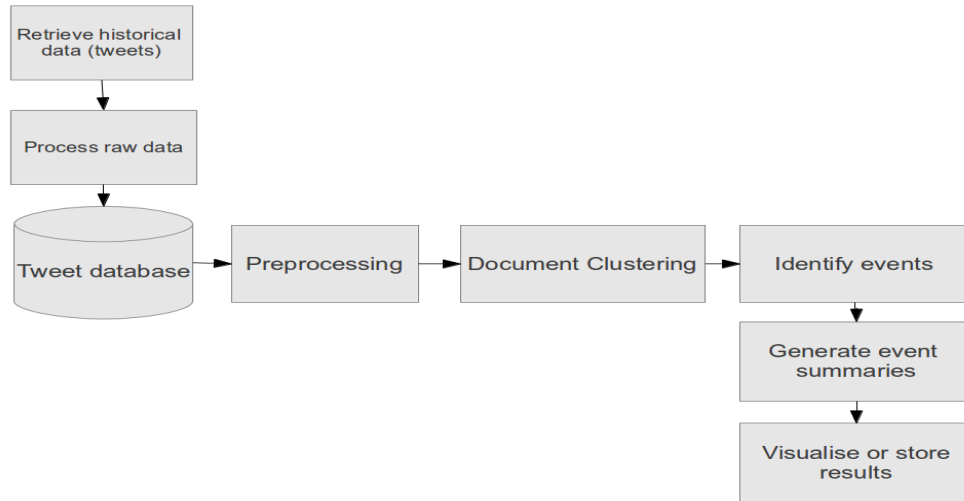 Retrieve historical
data (tweets)
Process raw data
Tweet database
Preprocessing
Document Clustering
Identify events
Generate event
summaries
Visualise or store
results